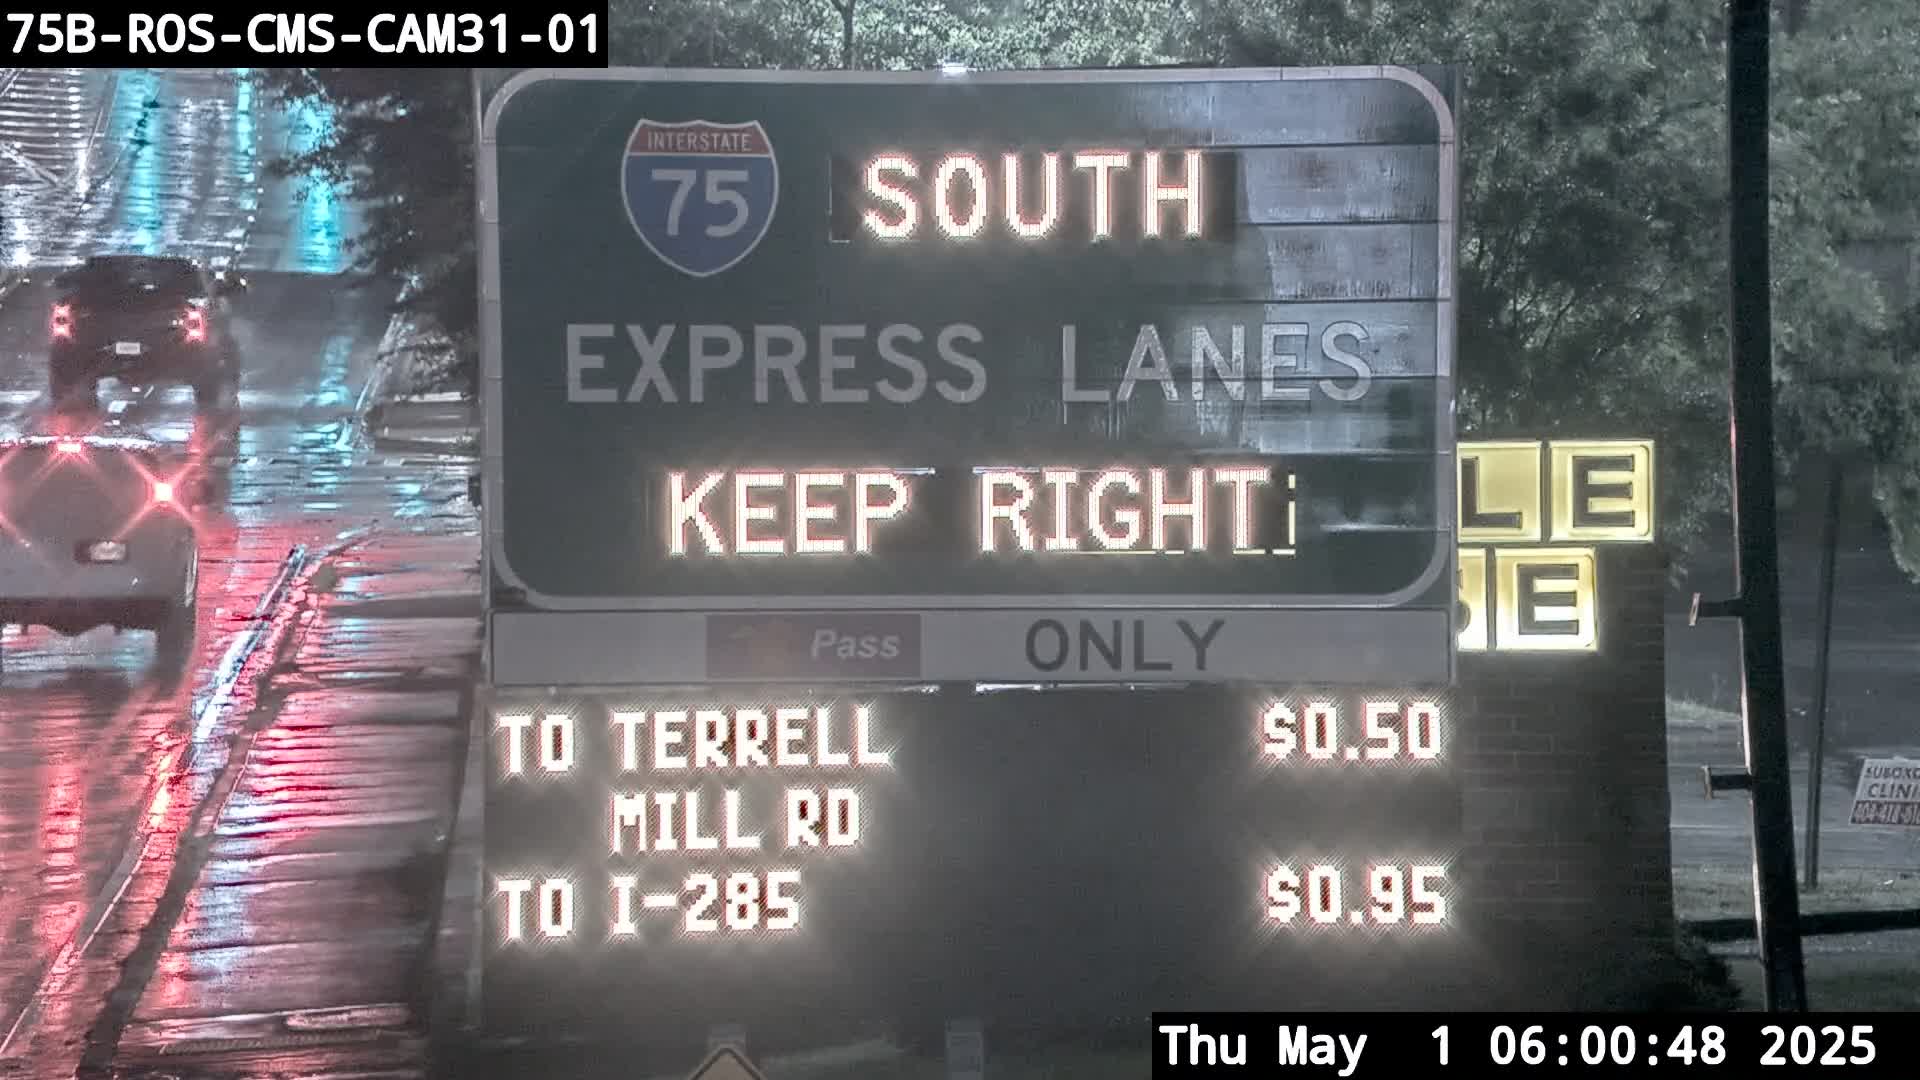 75B-ROS-CMS-CAM31-01
INTERSTATE
75
SOUTH
EXPRESS LANES
KEEP RIGHT
Pass ONLY
TO TERRELL $0.50
MILL RD
TO I-285 $0.95
LE
E
CLINI
Thu May 1 06:00:48 2025